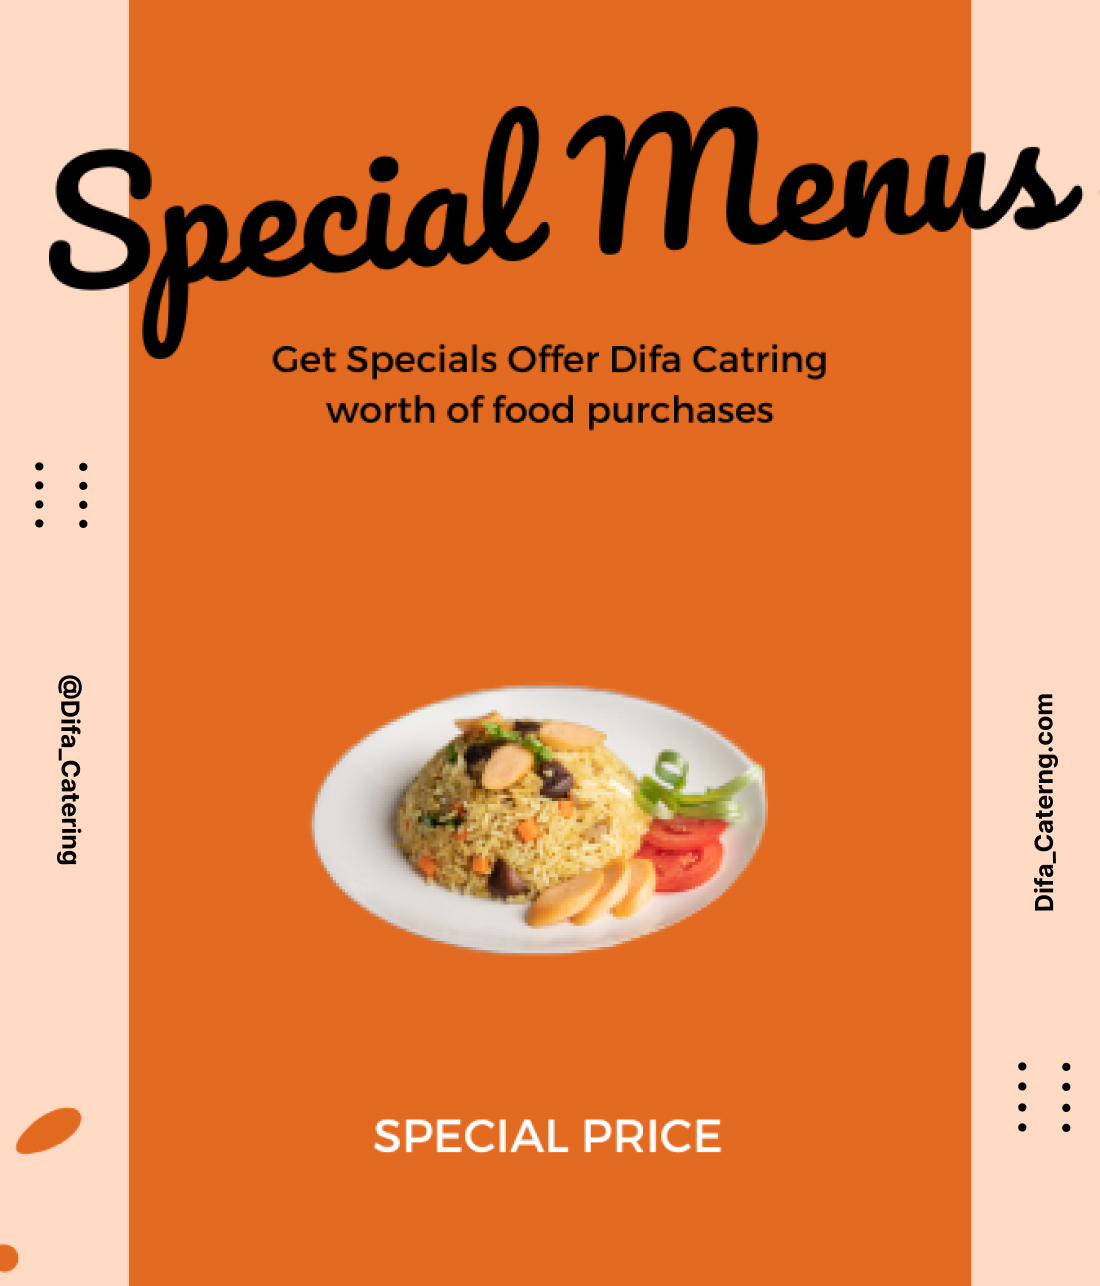 Special Menus
Get Specials Offer Difa Catring
worth of food purchases
@Difa_Catering
Difa_Caterng.com
SPECIAL PRICE